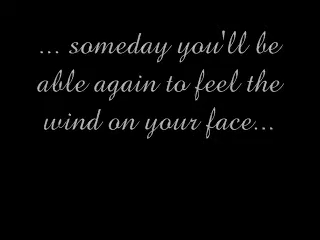 ... someday you'll be
able again to feel the
wind on your face...